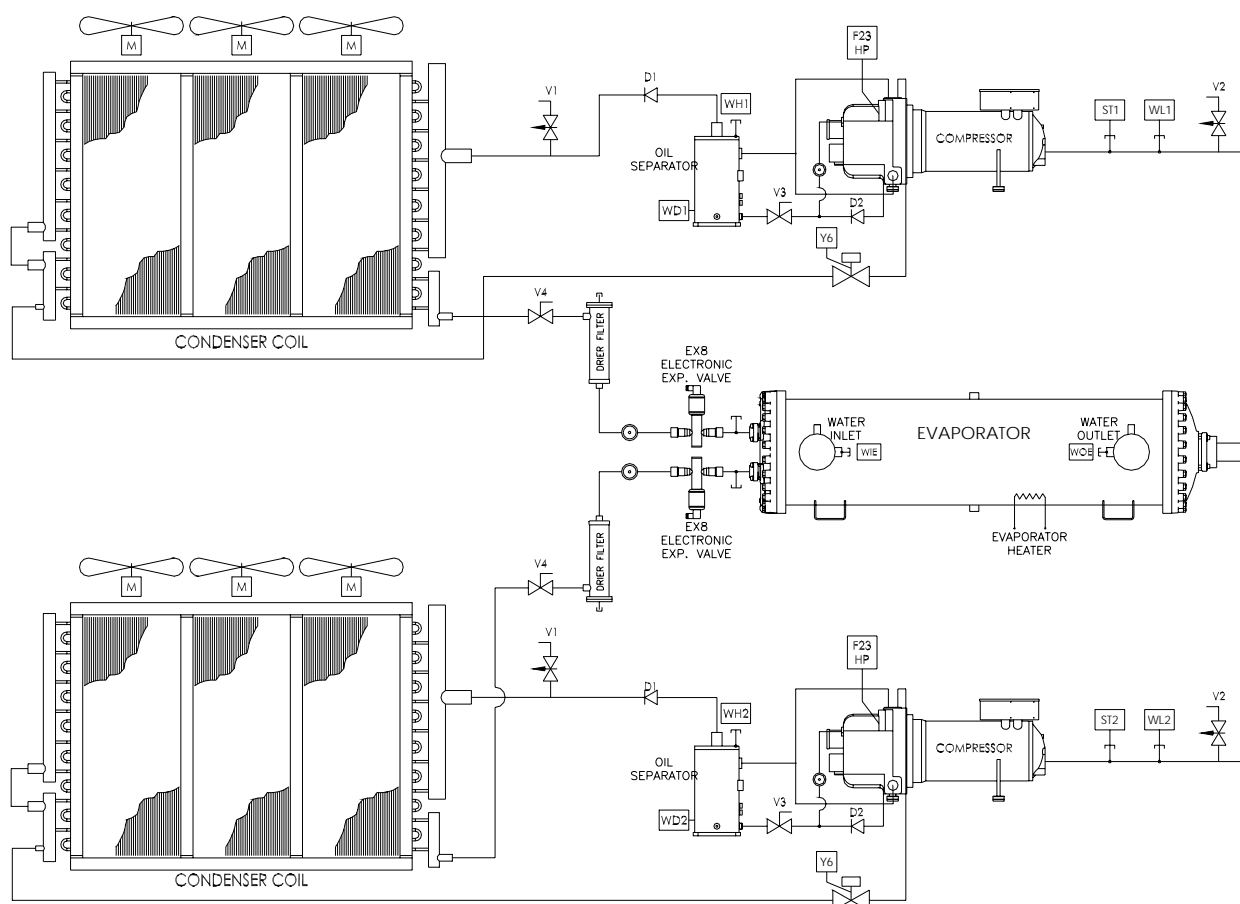 M
M
M
F23
HP
V1
D1
WH1
ST1
WL1
V2
COMPRESSOR
OIL
SEPARATOR
V3
D2
WD1
Y6
V4
DRIER FILTER
CONDENSER COIL
EX8
ELECTRONIC
EXP. VALVE
WATER
INLET
WIE
EVAPORATOR
WATER
OUTLET
WOE
EX8
ELECTRONIC
EXP. VALVE
EVAPORATOR
HEATER
DRIER FILTER
V4
M
M
M
V1
D1
F23
HP
WH2
ST2
WL2
V2
COMPRESSOR
OIL
SEPARATOR
V3
D2
WD2
Y6
CONDENSER COIL